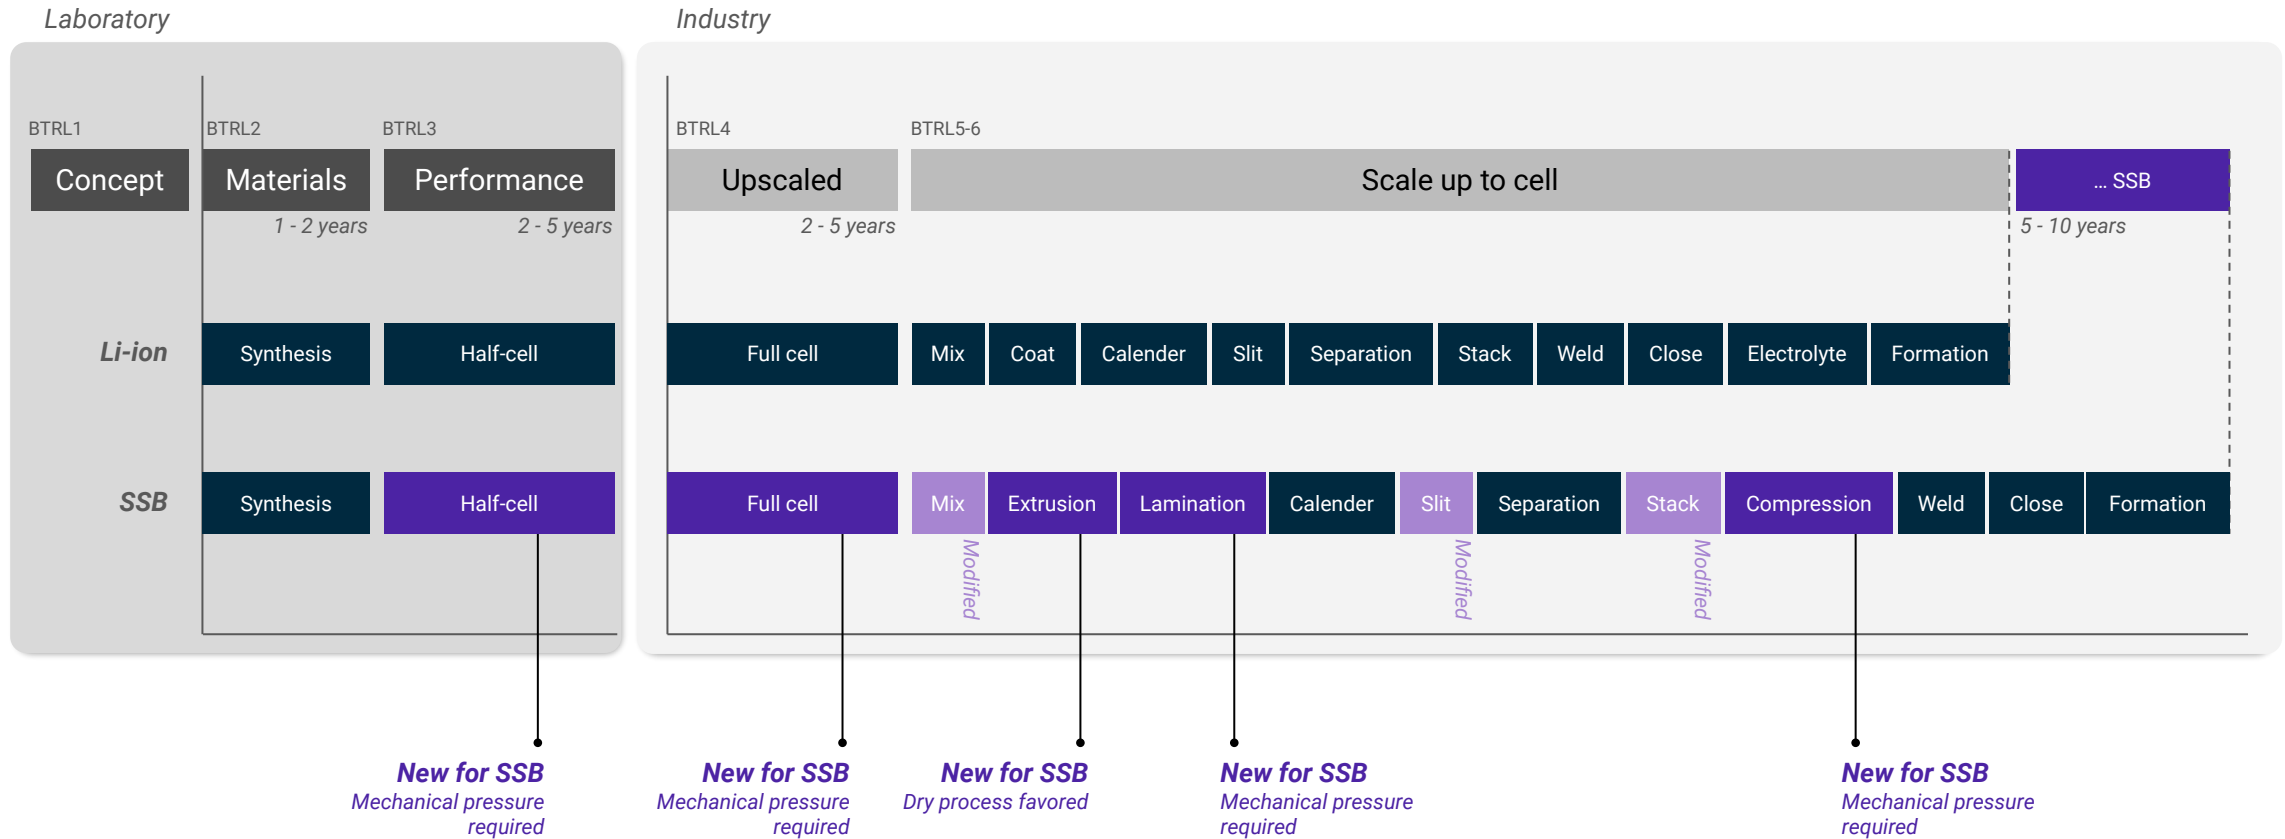 Laboratory
Industry
BTRL1
BTRL2
BTRL3
BTRL4
BTRL5-6
Concept
Materials
Performance
Upscaled
Scale up to cell
... SSB
1 - 2 years
2 - 5 years
2 - 5 years
5 - 10 years
Li-ion
Synthesis
Half-cell
Full cell
Mix
Coat
Calender
Slit
Separation
Stack
Weld
Close
Electrolyte
Formation
SSB
Synthesis
Half-cell
Full cell
Mix
Extrusion
Lamination
Calender
Slit
Separation
Stack
Compression
Weld
Close
Formation
Modified
Modified
Modified
New for SSB
Mechanical pressure
required
New for SSB
Mechanical pressure
required
New for SSB
Dry process favored
New for SSB
Mechanical pressure
required
New for SSB
Mechanical pressure
required